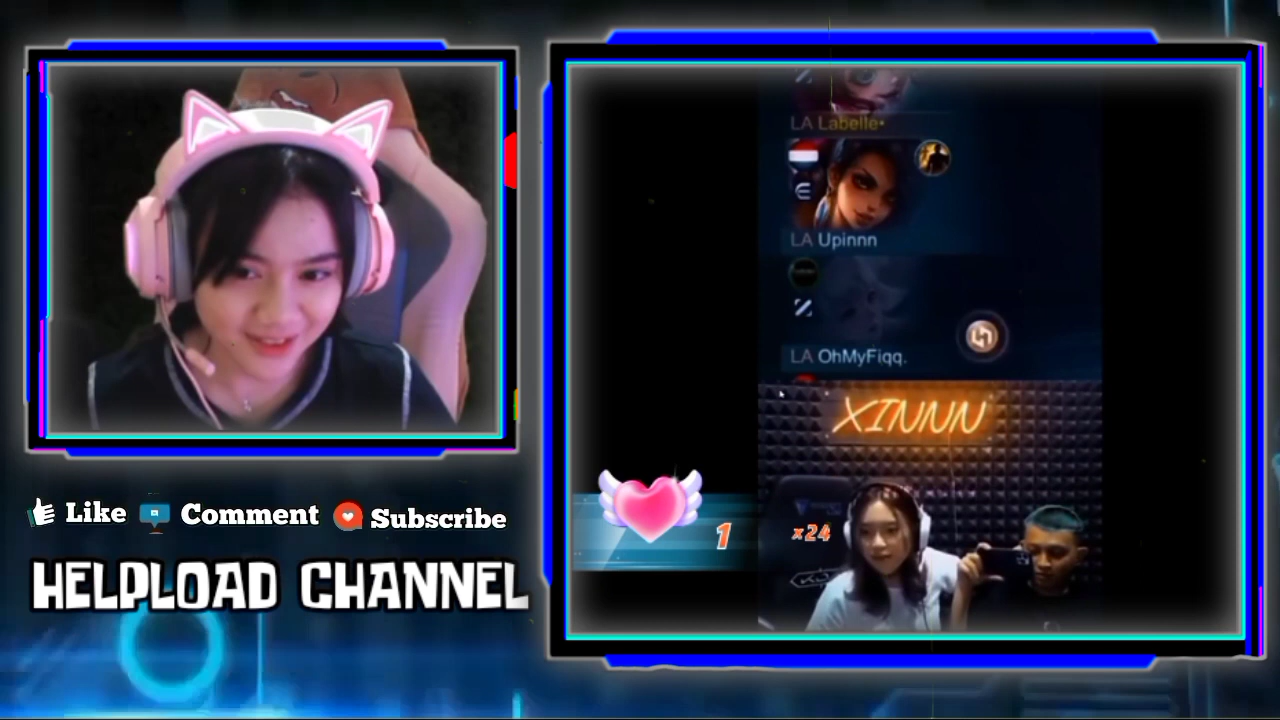 Like Comment Subscribe
HELPLOAD CHANNEL
LA Labelle•
LA Upinnn
LA OhMyFiqq.
XINNN
1
x24